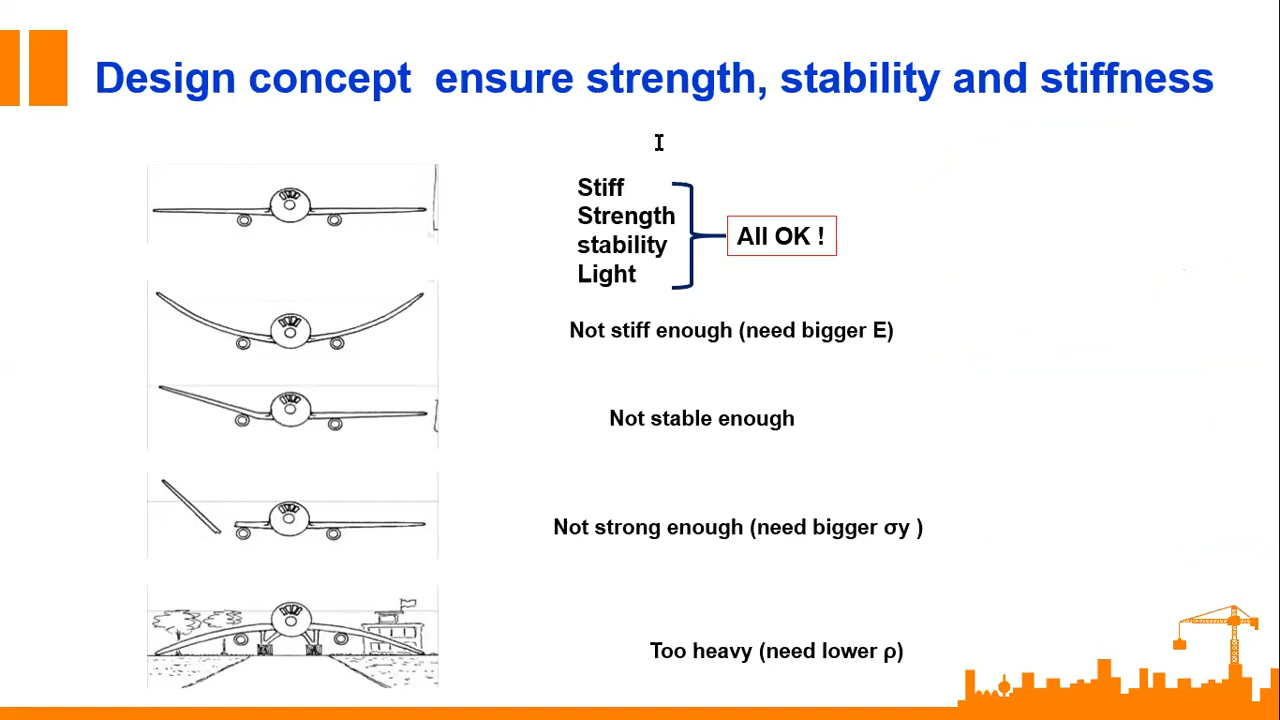 Design concept ensure strength, stability and stiffness
Stiff
Strength
stability
Light
All OK !
Not stiff enough (need bigger E)
Not stable enough
Not strong enough (need bigger σy )
Too heavy (need lower ρ)